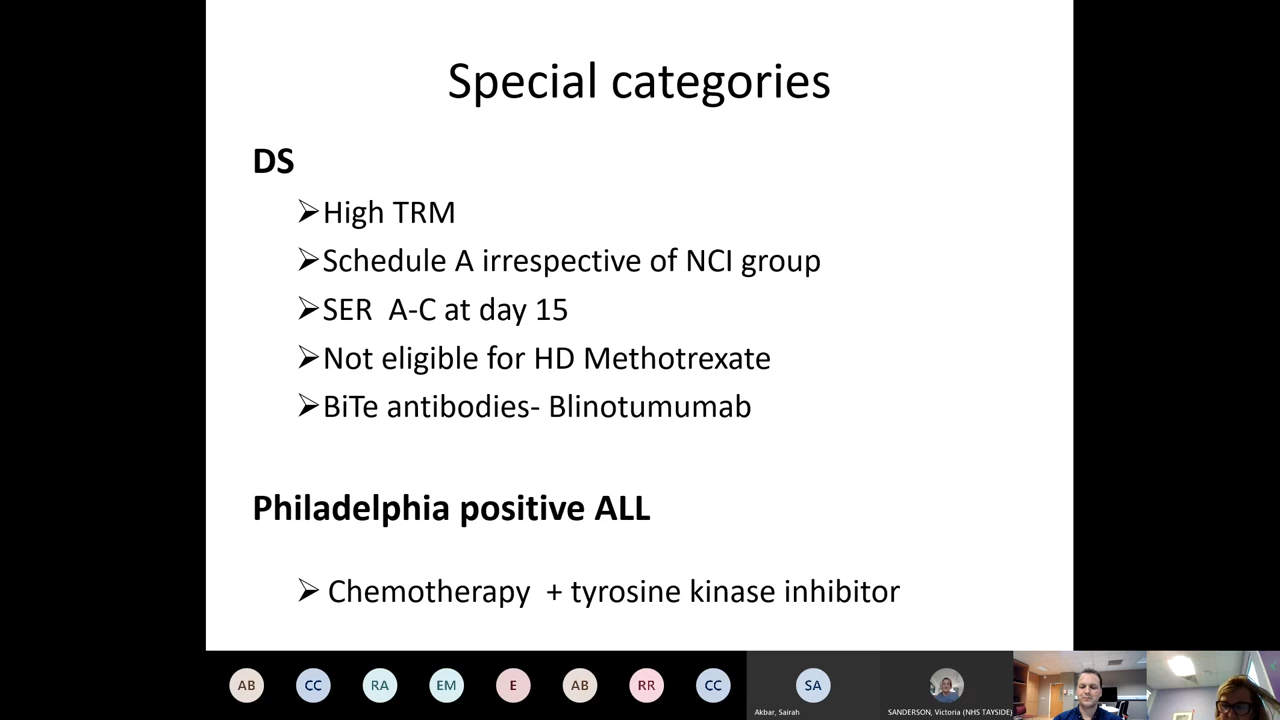 Special categories
DS
➢High TRM
➢Schedule A irrespective of NCI group
➢SER A-C at day 15
➢Not eligible for HD Methotrexate
➢BiTe antibodies- Blinotumumab
Philadelphia positive ALL
➢ Chemotherapy + tyrosine kinase inhibitor
AB CC RA EM E AB RR CC SA
Akbar, Sairah SANDERSON, Victoria (NHS TAYSIDE)